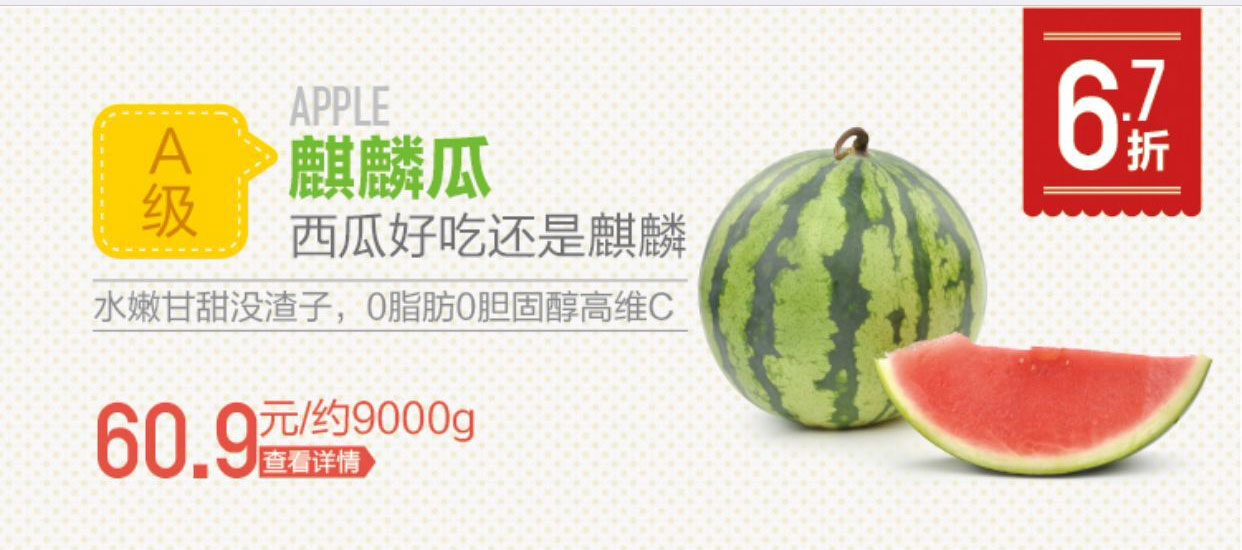 APPLE
A
级
麒麟瓜
西瓜好吃还是麒麟
水嫩甘甜没渣子，0脂肪0胆固醇高维C
60.9元/约9000g
查看详情
6.7折